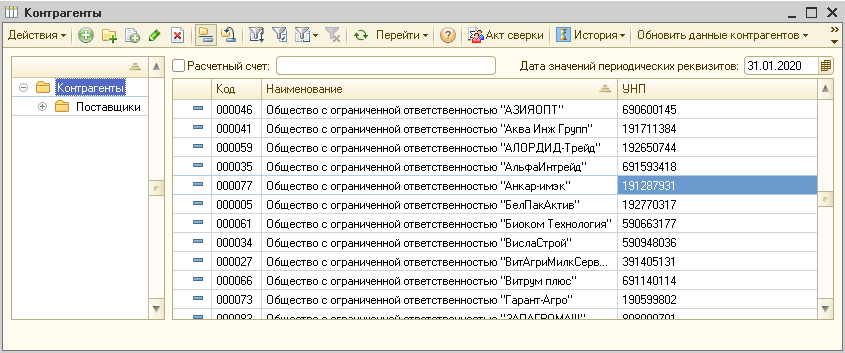 Контрагенты
Действия Перейти Акт сверки История Обновить данные контрагентов
Расчетный счет: Дата значений периодических реквизитов: 31.01.2020
Контрагенты
Поставщики
Код Наименование УНП
000046 Общество с ограниченной ответственностью "АЗИЯОПТ" 690600145
000041 Общество с ограниченной ответственностью "Аква Инж Групп" 191711384
000059 Общество с ограниченной ответственностью "АЛОРДИД-Трейд" 192650744
000035 Общество с ограниченной ответственностью "АльфаИнтрейд" 691593418
000077 Общество с ограниченной ответственностью "Анкар-имэк" 191287931
000005 Общество с ограниченной ответственностью "БелПакАктив" 192770317
000061 Общество с ограниченной ответственностью "Биоком Технология" 590663177
000034 Общество с ограниченной ответственностью "ВислаСтрой" 590948036
000027 Общество с ограниченной ответственностью "ВитАгриМилкСерв... 391405131
000066 Общество с ограниченной ответственностью "Витрум плюс" 691140114
000073 Общество с ограниченной ответственностью "Гарант-Агро" 190599802
Общество с ограниченной ответственностью